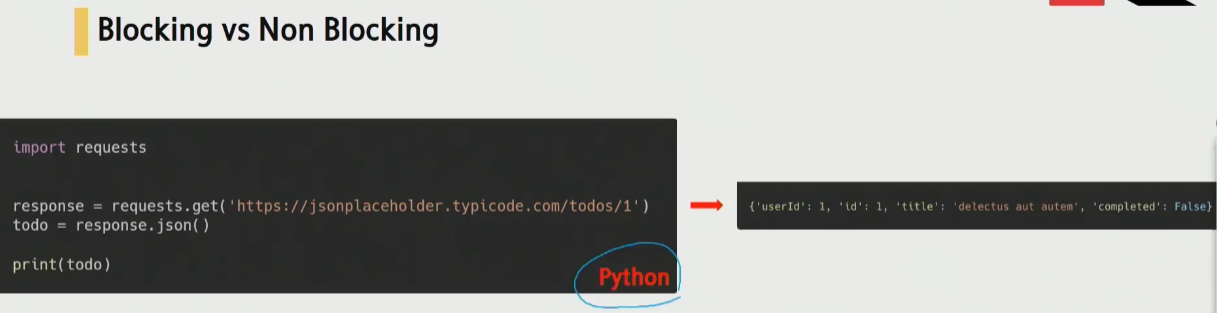 Blocking vs Non Blocking
import requests
response = requests.get('https://jsonplaceholder.typicode.com/todos/1')
todo = response.json()
print(todo)
Python
{'userId': 1, 'id': 1, 'title': 'delectus aut autem', 'completed': False}